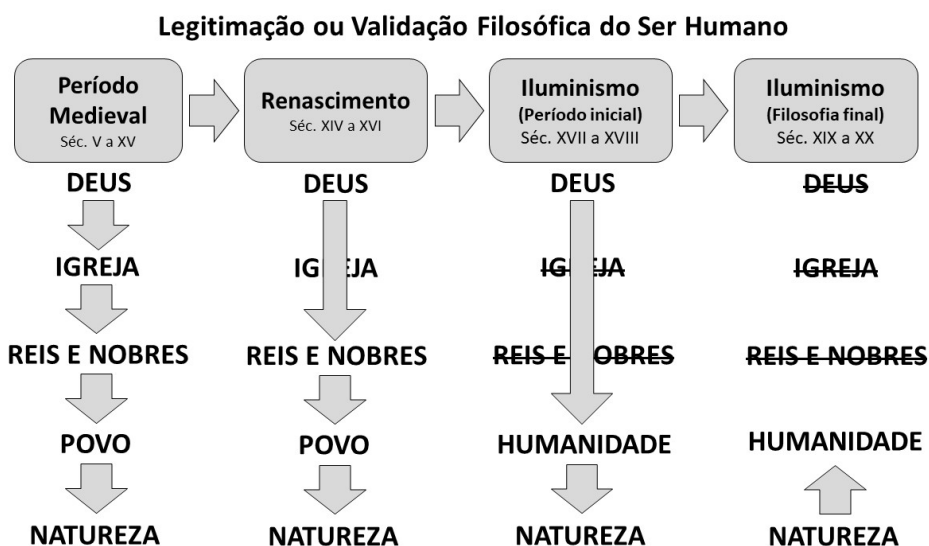 Legitimação ou Validação Filosófica do Ser Humano
Período
Medieval
Séc. V a XV
Renascimento
Séc. XIV a XVI
Iluminismo
(Período inicial)
Séc. XVII a XVIII
Iluminismo
(Filosofia final)
Séc. XIX a XX
DEUS
DEUS
DEUS
DEUS
IGREJA
IGREJA
IGREJA
IGREJA
REIS E NOBRES
REIS E NOBRES
REIS E NOBRES
REIS E NOBRES
POVO
POVO
HUMANIDADE
HUMANIDADE
NATUREZA
NATUREZA
NATUREZA
NATUREZA